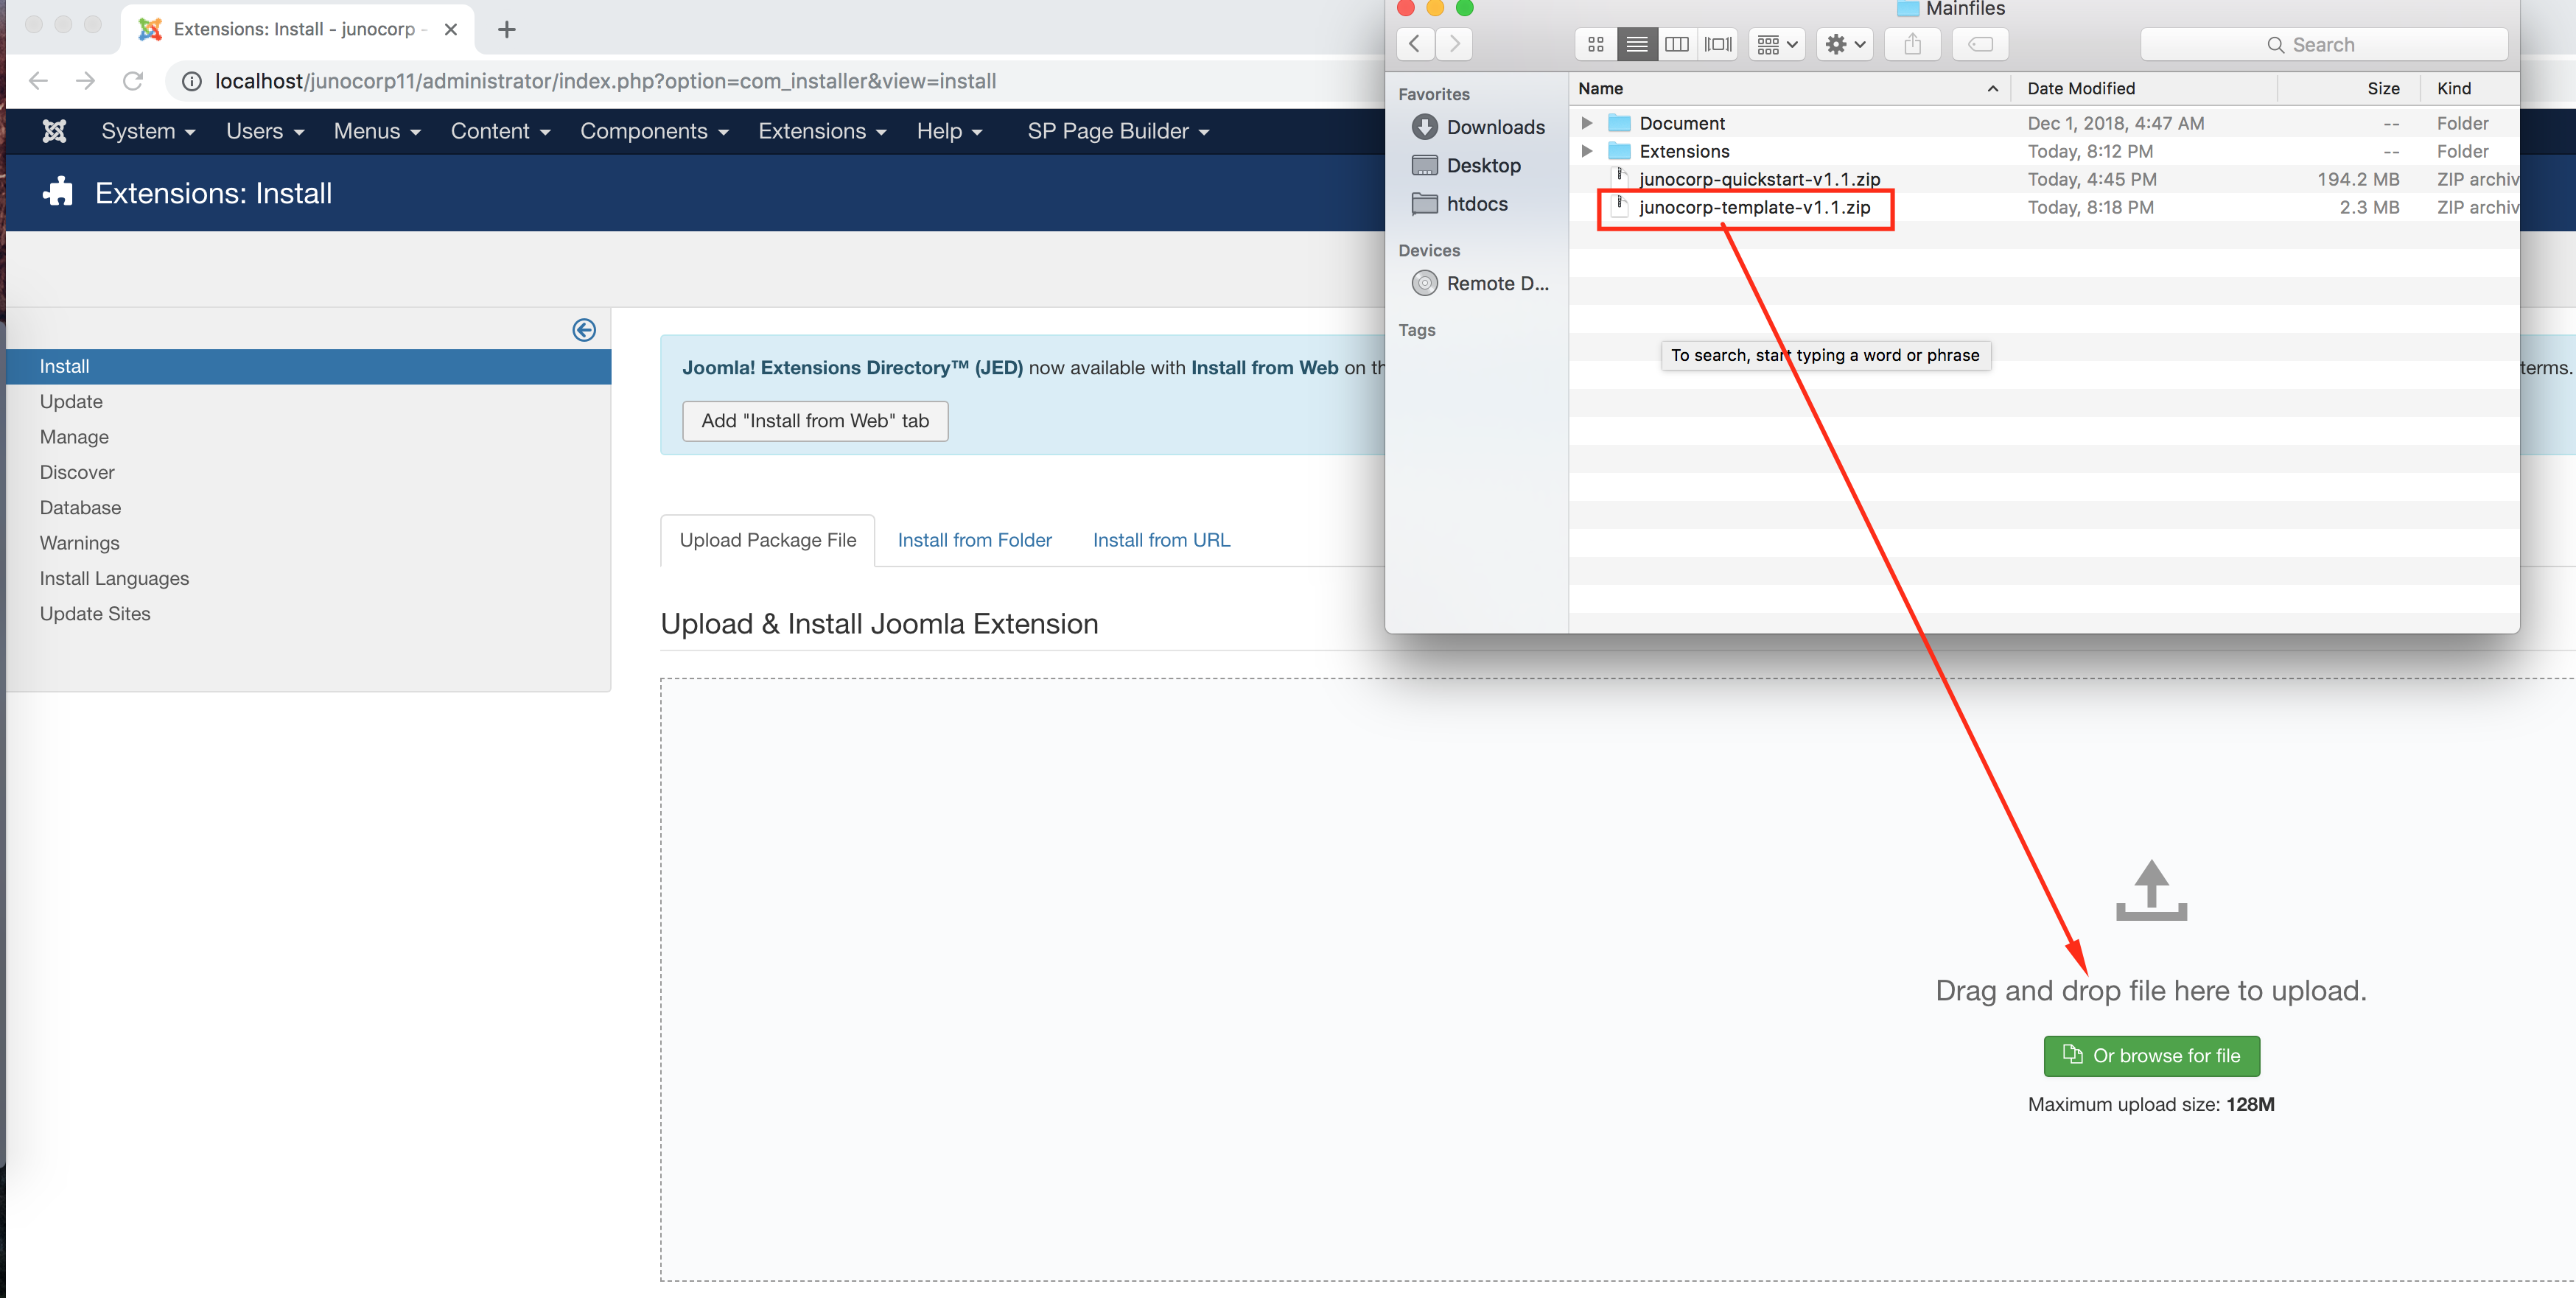 Extensions: Install - junocorp -
localhost/junocorp11/administrator/index.php?option=com_installer&view=install
System Users Menus Content Components Extensions Help SP Page Builder
Extensions: Install
Install
Update
Manage
Discover
Database
Warnings
Install Languages
Update Sites
Joomla! Extensions Directory™ (JED) now available with Install from Web on th
terms.
Add "Install from Web" tab
Upload Package File Install from Folder Install from URL
Upload & Install Joomla Extension
Drag and drop file here to upload.
Or browse for file
Maximum upload size: 128M
Mainfiles
Search
Favorites
Downloads
Desktop
htdocs
Devices
Remote D...
Tags
Name Date Modified Size Kind
Document Dec 1, 2018, 4:47 AM -- Folder
Extensions Today, 8:12 PM -- Folder
junocorp-quickstart-v1.1.zip Today, 4:45 PM 194.2 MB ZIP archiv
junocorp-template-v1.1.zip Today, 8:18 PM 2.3 MB ZIP archiv
To search, start typing a word or phrase